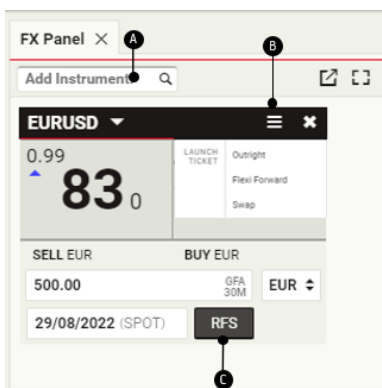 FX Panel
A
B
Add Instrument
EURUSD
0.99
83 0
LAUNCH TICKET
Outright
Flexi Forward
Swap
SELL EUR BUY EUR
500.00 GFA 30M EUR
29/08/2022 (SPOT) RFS
C